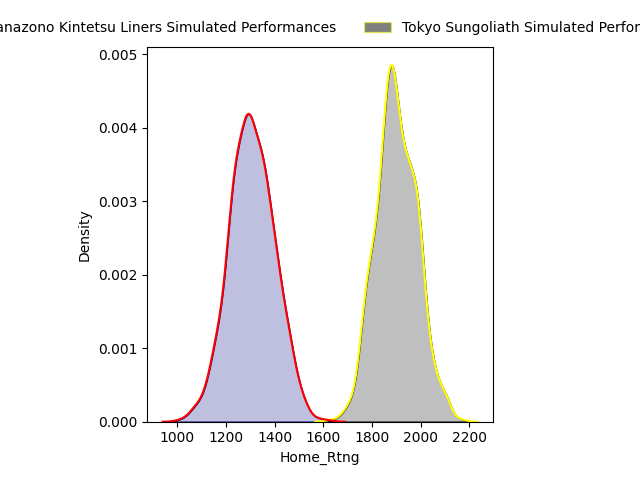 anazono Kintetsu Liners Simulated Performances Tokyo Sungoliath Simulated Perfor
0.005
0.004
0.003
0.002
0.001
0.000
Density
1000 1200 1400 1600 1800 2000 2200
Home_Rtng